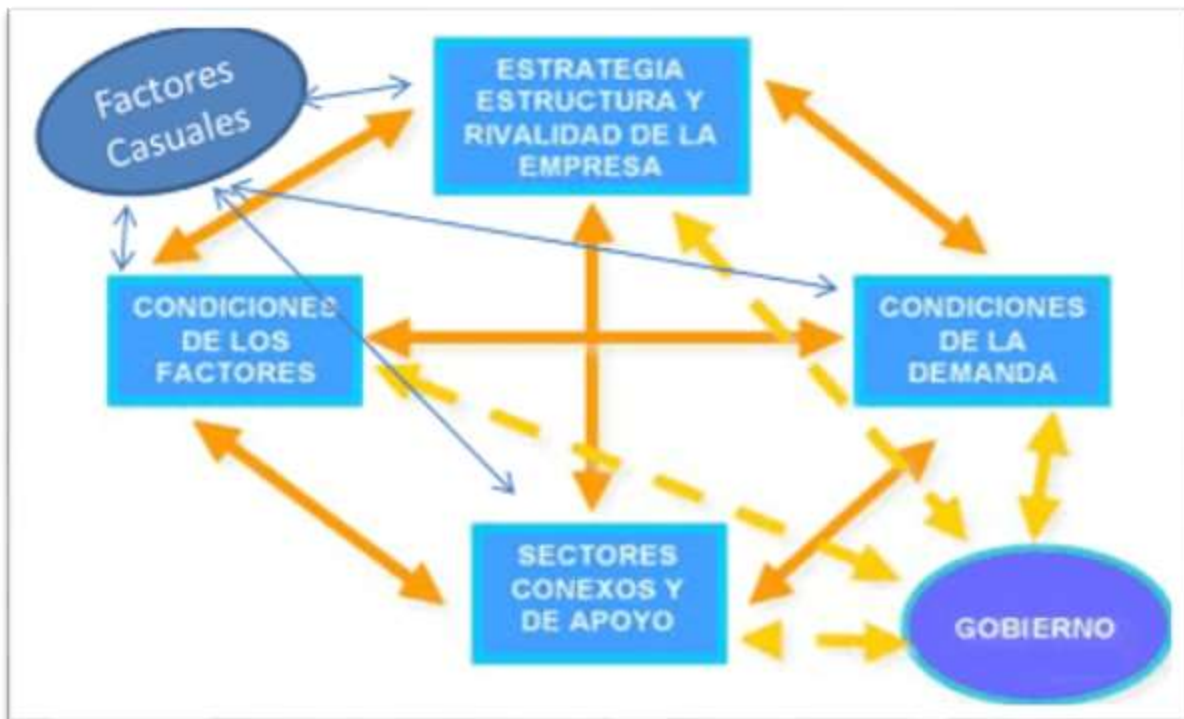 Factores
Casuales
ESTRATEGIA
ESTRUCTURA Y
RIVALIDAD DE LA
EMPRESA
CONDICIONES
DE LOS
FACTORES
CONDICIONES
DE LA
DEMANDA
SECTORES
CONEXOS Y
DE APOYO
GOBIERNO